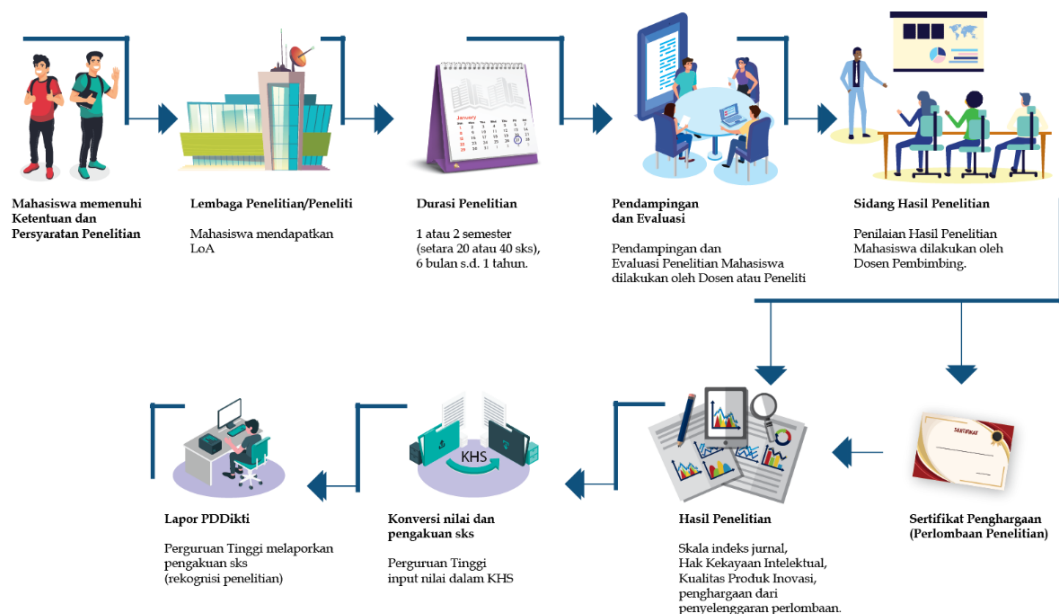 Mahasiswa memenuhi
Ketentuan dan
Persyaratan Penelitian
Lembaga Penelitian/Peneliti
Mahasiswa mendapatkan
LoA
January
Durasi Penelitian
1 atau 2 semester
(setara 20 atau 40 sks),
6 bulan s.d. 1 tahun.
Pendampingan
dan Evaluasi
Pendampingan dan
Evaluasi Penelitian Mahasiswa
dilakukan oleh Dosen atau Peneliti
Sidang Hasil Penelitian
Penilaian Hasil Penelitian
Mahasiswa dilakukan oleh
Dosen Pembimbing.
SERTIFIKAT
Sertifikat Penghargaan
(Perlombaan Penelitian)
Hasil Penelitian
Skala indeks jurnal,
Hak Kekayaan Intelektual,
Kualitas Produk Inovasi,
penghargaan dari
penyelenggaran perlombaan.
KHS
Konversi nilai dan
pengakuan sks
Perguruan Tinggi
input nilai dalam KHS
Lapor PDDikti
Perguruan Tinggi melaporkan
pengakuan sks
(rekognisi penelitian)